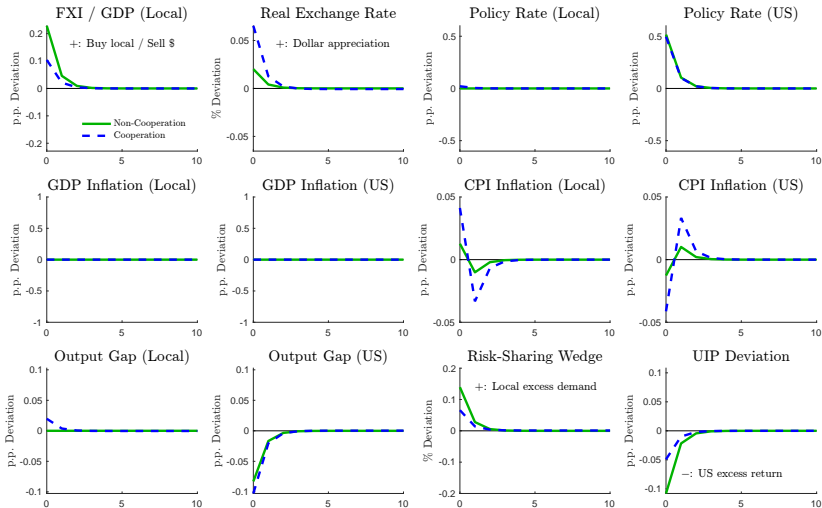 FXI / GDP (Local)
p.p. Deviation
0.2
0.1
0
-0.1
-0.2
0
5
10
+: Buy local / Sell $
Non-Cooperation
Cooperation
Real Exchange Rate
% Deviation
0.05
0
-0.05
0
5
10
+: Dollar appreciation
Policy Rate (Local)
p.p. Deviation
0.5
0
-0.5
0
5
10
Policy Rate (US)
p.p. Deviation
0.5
0
-0.5
0
5
10
GDP Inflation (Local)
p.p. Deviation
1
0.5
0
-0.5
-1
0
5
10
GDP Inflation (US)
p.p. Deviation
1
0.5
0
-0.5
-1
0
5
10
CPI Inflation (Local)
p.p. Deviation
0.05
0
-0.05
0
5
10
CPI Inflation (US)
p.p. Deviation
0.05
0
-0.05
0
5
10
Output Gap (Local)
p.p. Deviation
0.1
0.05
0
-0.05
-0.1
0
5
10
Output Gap (US)
p.p. Deviation
0.1
0.05
0
-0.05
-0.1
0
5
10
Risk-Sharing Wedge
% Deviation
0.2
0.1
0
-0.1
-0.2
0
5
10
+: Local excess demand
UIP Deviation
p.p. Deviation
0.1
0.05
0
-0.05
-0.1
0
5
10
−: US excess return